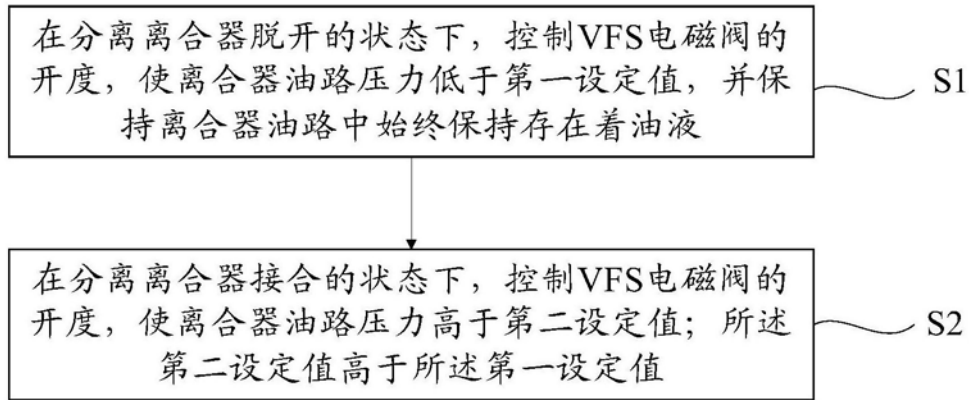 在分离离合器脱开的状态下，控制VFS电磁阀的
开度，使离合器油路压力低于第一设定值，并保
持离合器油路中始终保持存在着油液
S1
在分离离合器接合的状态下，控制VFS电磁阀的
开度，使离合器油路压力高于第二设定值；所述
第二设定值高于所述第一设定值
S2